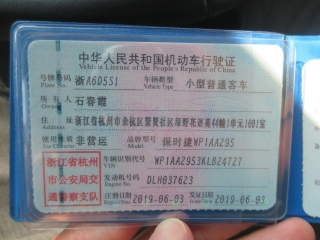 中华人民共和国机动车行驶证
Vehicle License of the People's Republic of China
号牌号码 浙A6D5S1 车辆类型 小型普通客车
Plate No. Vehicle Type
所有人 石春霞
Owner
住址 浙江省杭州市余杭区
Address
使用性质 非营运 品牌型号 保时捷WP1AA295
Use Character Model
浙江省杭州 车辆识别代号 WP1AA2953KLB24727
VIN
市公安局交 发动机号码 DLH037623
Engine No.
通警察支队 注册日期 2019-06-03 发证日期 2019-06-03